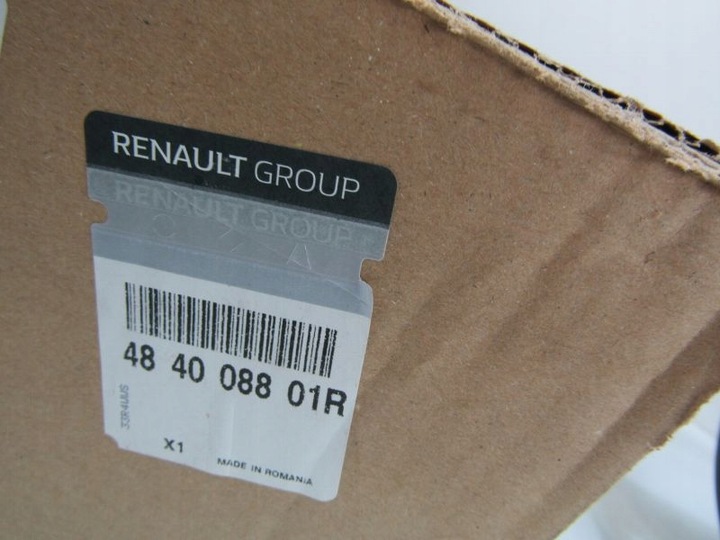 RENAULT GROUP
RENAULT GROUP
48 40 088 01R
X1
MADE IN ROMANIA